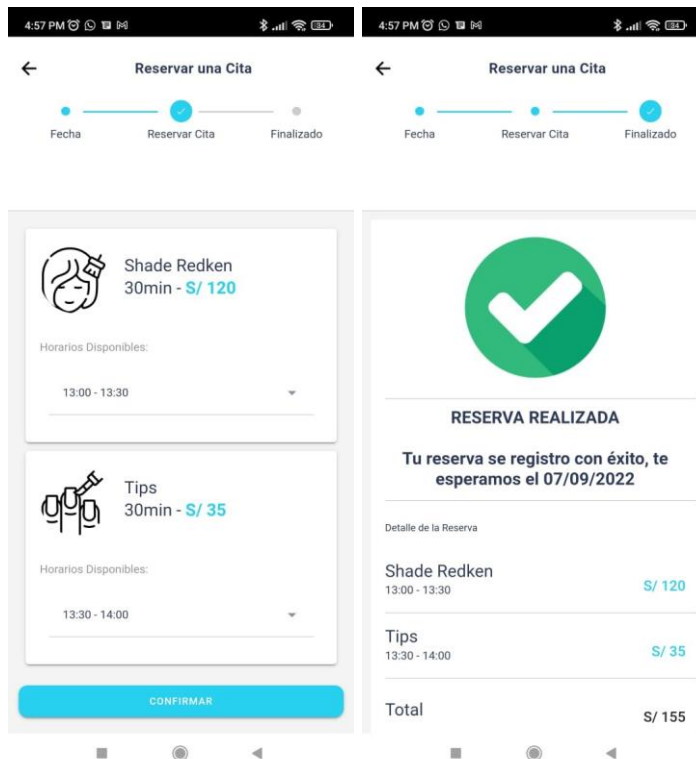 4:57 PM
34
Reservar una Cita
Fecha
Reservar Cita
Finalizado
Shade Redken
30min - S/ 120
Horarios Disponibles:
13:00 - 13:30
Tips
30min - S/ 35
Horarios Disponibles:
13:30 - 14:00
CONFIRMAR
4:57 PM
34
Reservar una Cita
Fecha
Reservar Cita
Finalizado
RESERVA REALIZADA
Tu reserva se registro con éxito, te
esperamos el 07/09/2022
Detalle de la Reserva
Shade Redken
13:00 - 13:30
S/ 120
Tips
13:30 - 14:00
S/ 35
Total
S/ 155